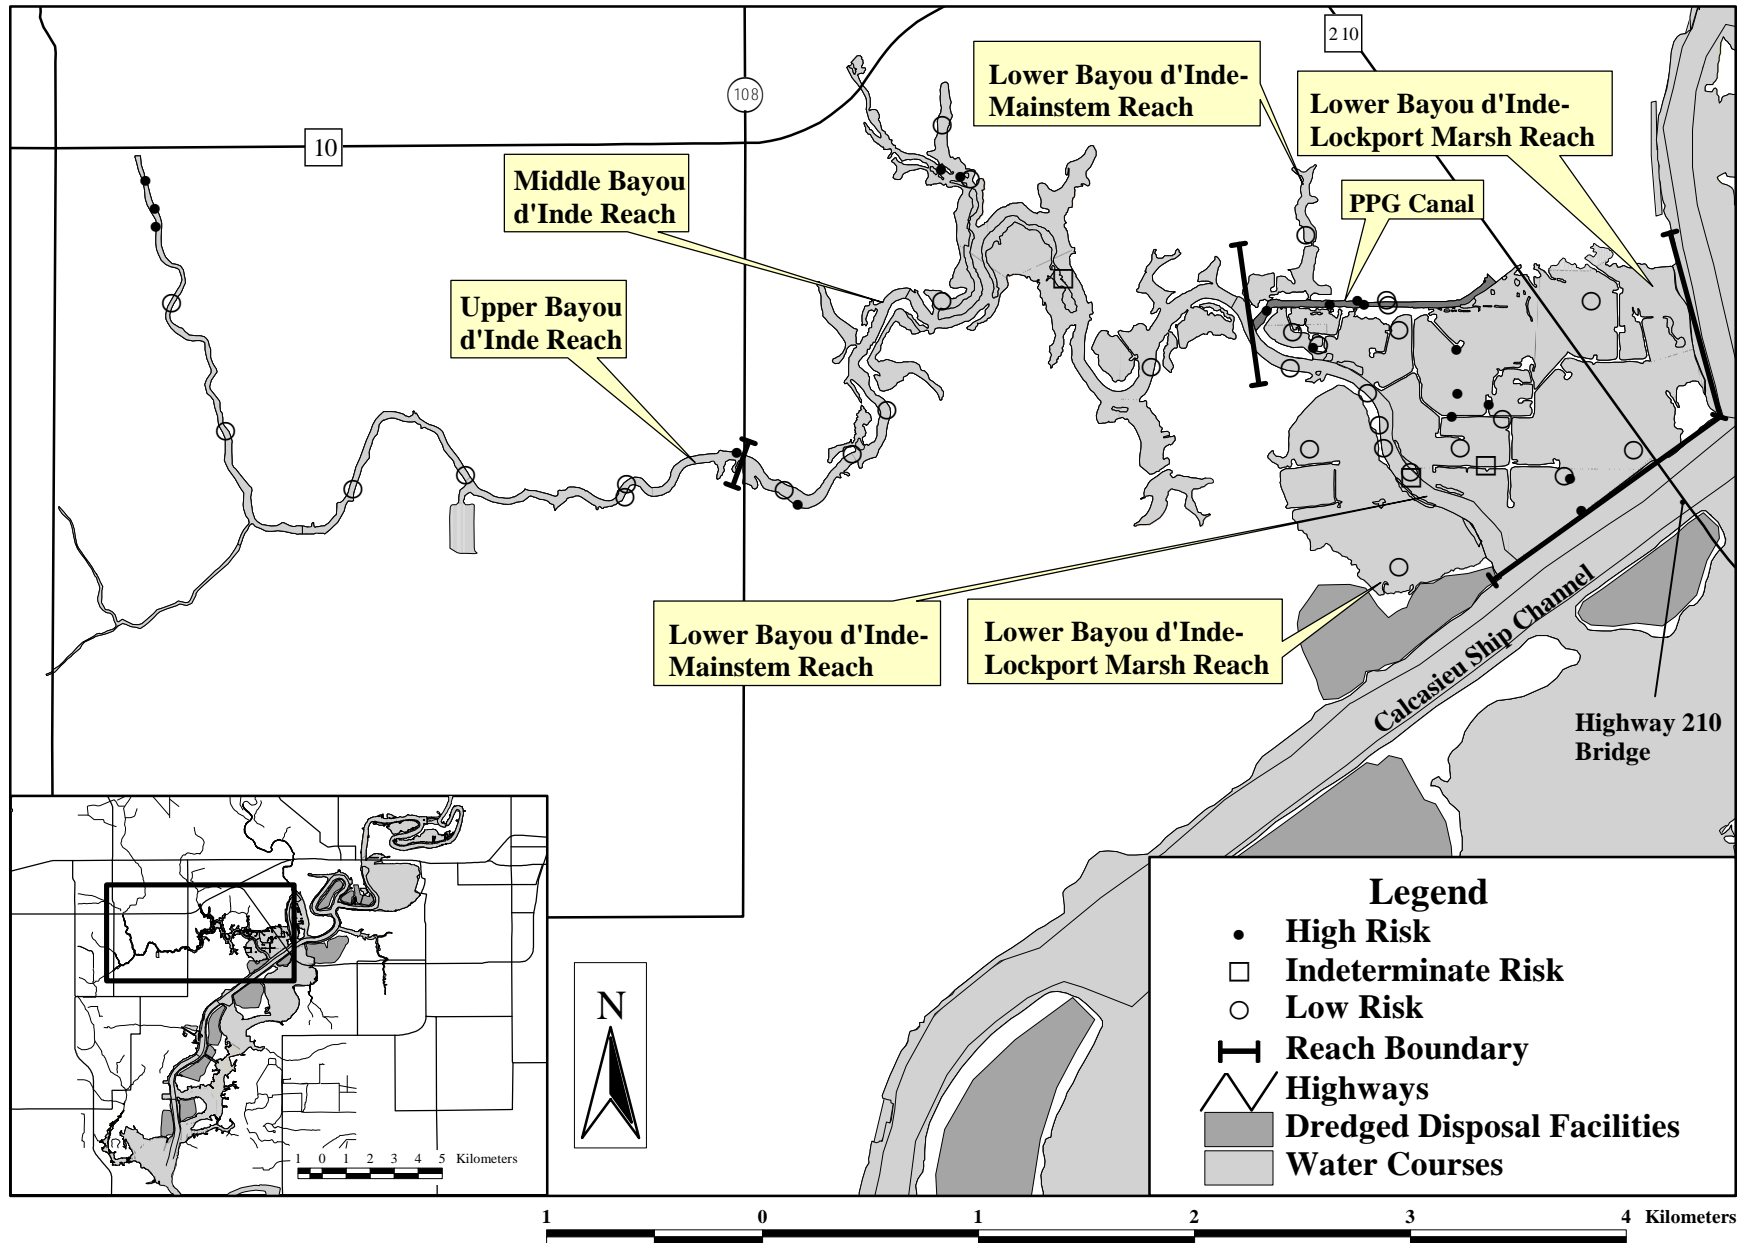 210
Lower Bayou d'Inde-
Mainstem Reach
Lower Bayou d'Inde-
Lockport Marsh Reach
108
10
Middle Bayou
d'Inde Reach
PPG Canal
Upper Bayou
d'Inde Reach
Lower Bayou d'Inde-
Mainstem Reach
Lower Bayou d'Inde-
Lockport Marsh Reach
Calcasieu Ship Channel
Highway 210
Bridge
Legend
High Risk
Indeterminate Risk
Low Risk
Reach Boundary
Highways
Dredged Disposal Facilities
Water Courses
N
1 0 1 2 3 4 5 Kilometers
1 0 1 2 3 4 Kilometers